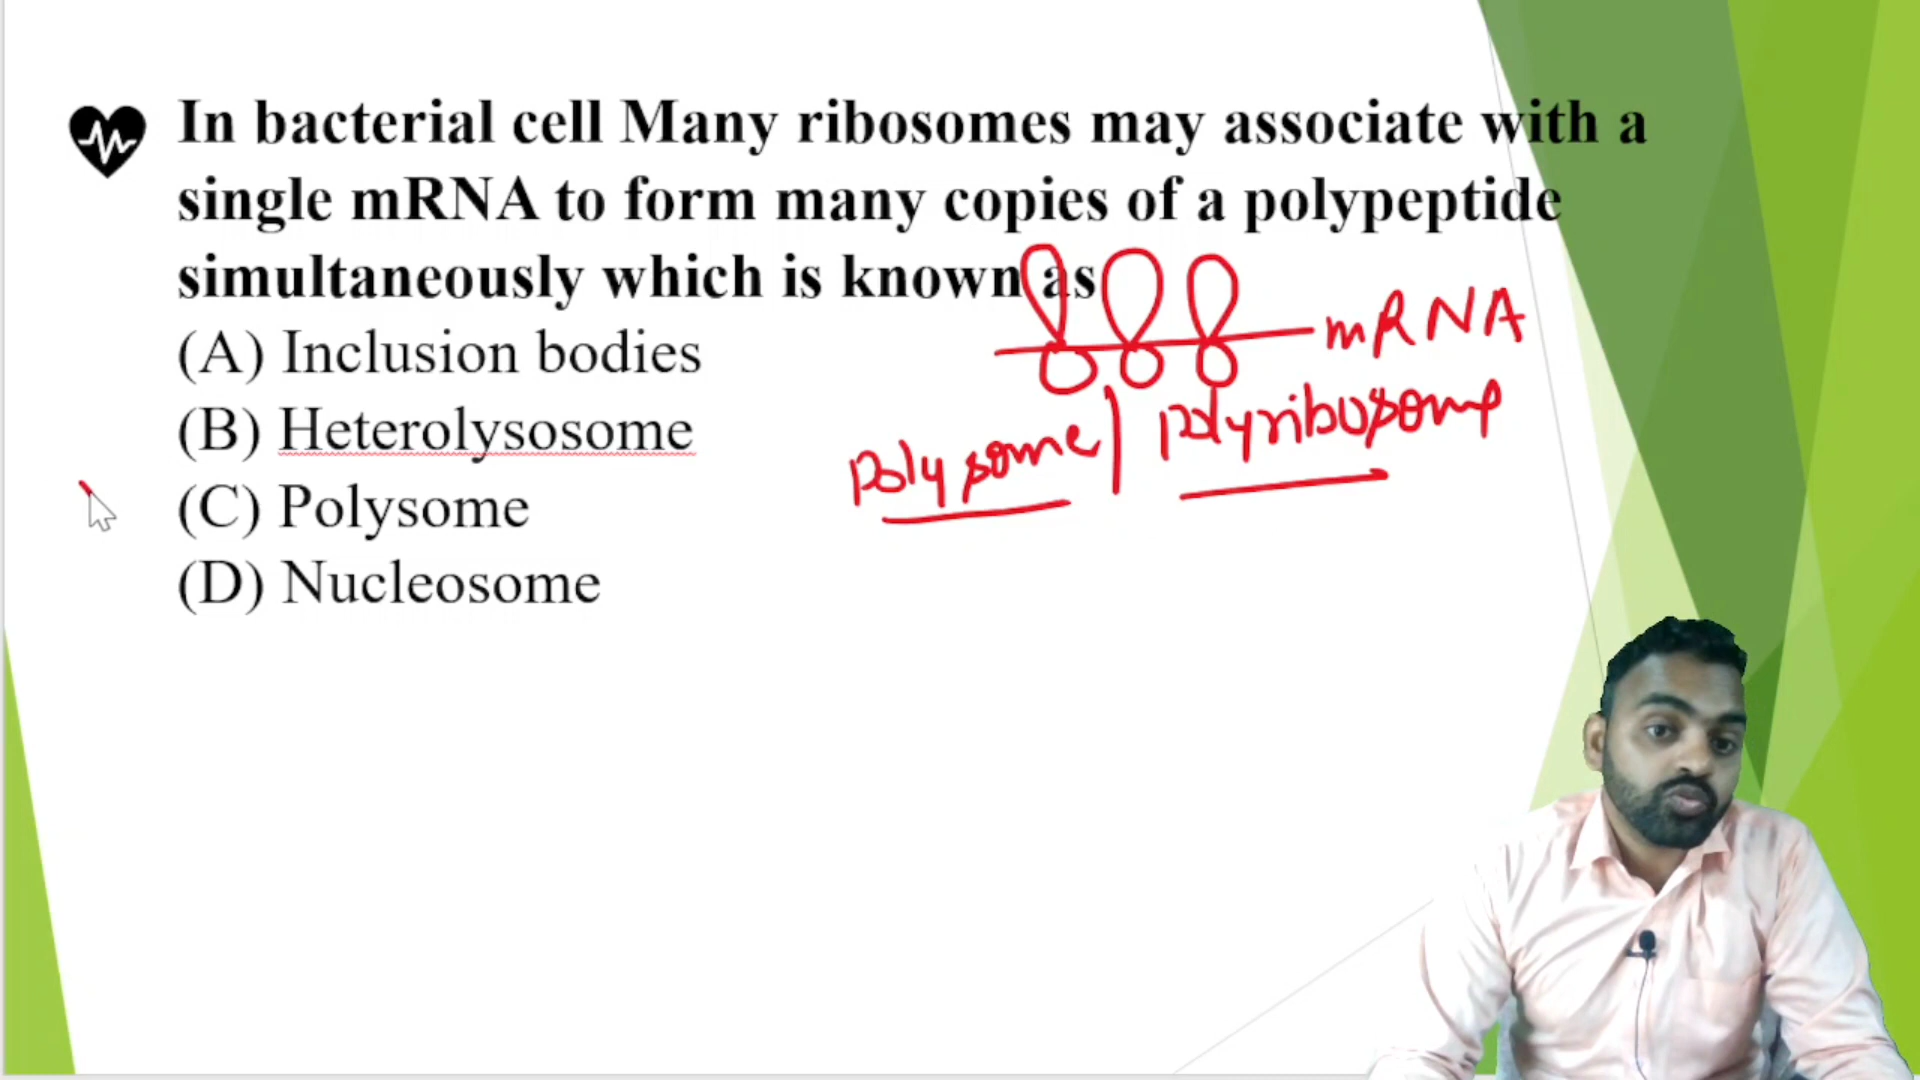 In bacterial cell Many ribosomes may associate with a
single mRNA to form many copies of a polypeptide
simultaneously which is known as
(A) Inclusion bodies
(B) Heterolysosome
(C) Polysome
(D) Nucleosome
mRNA
Polysome / Polyribosome